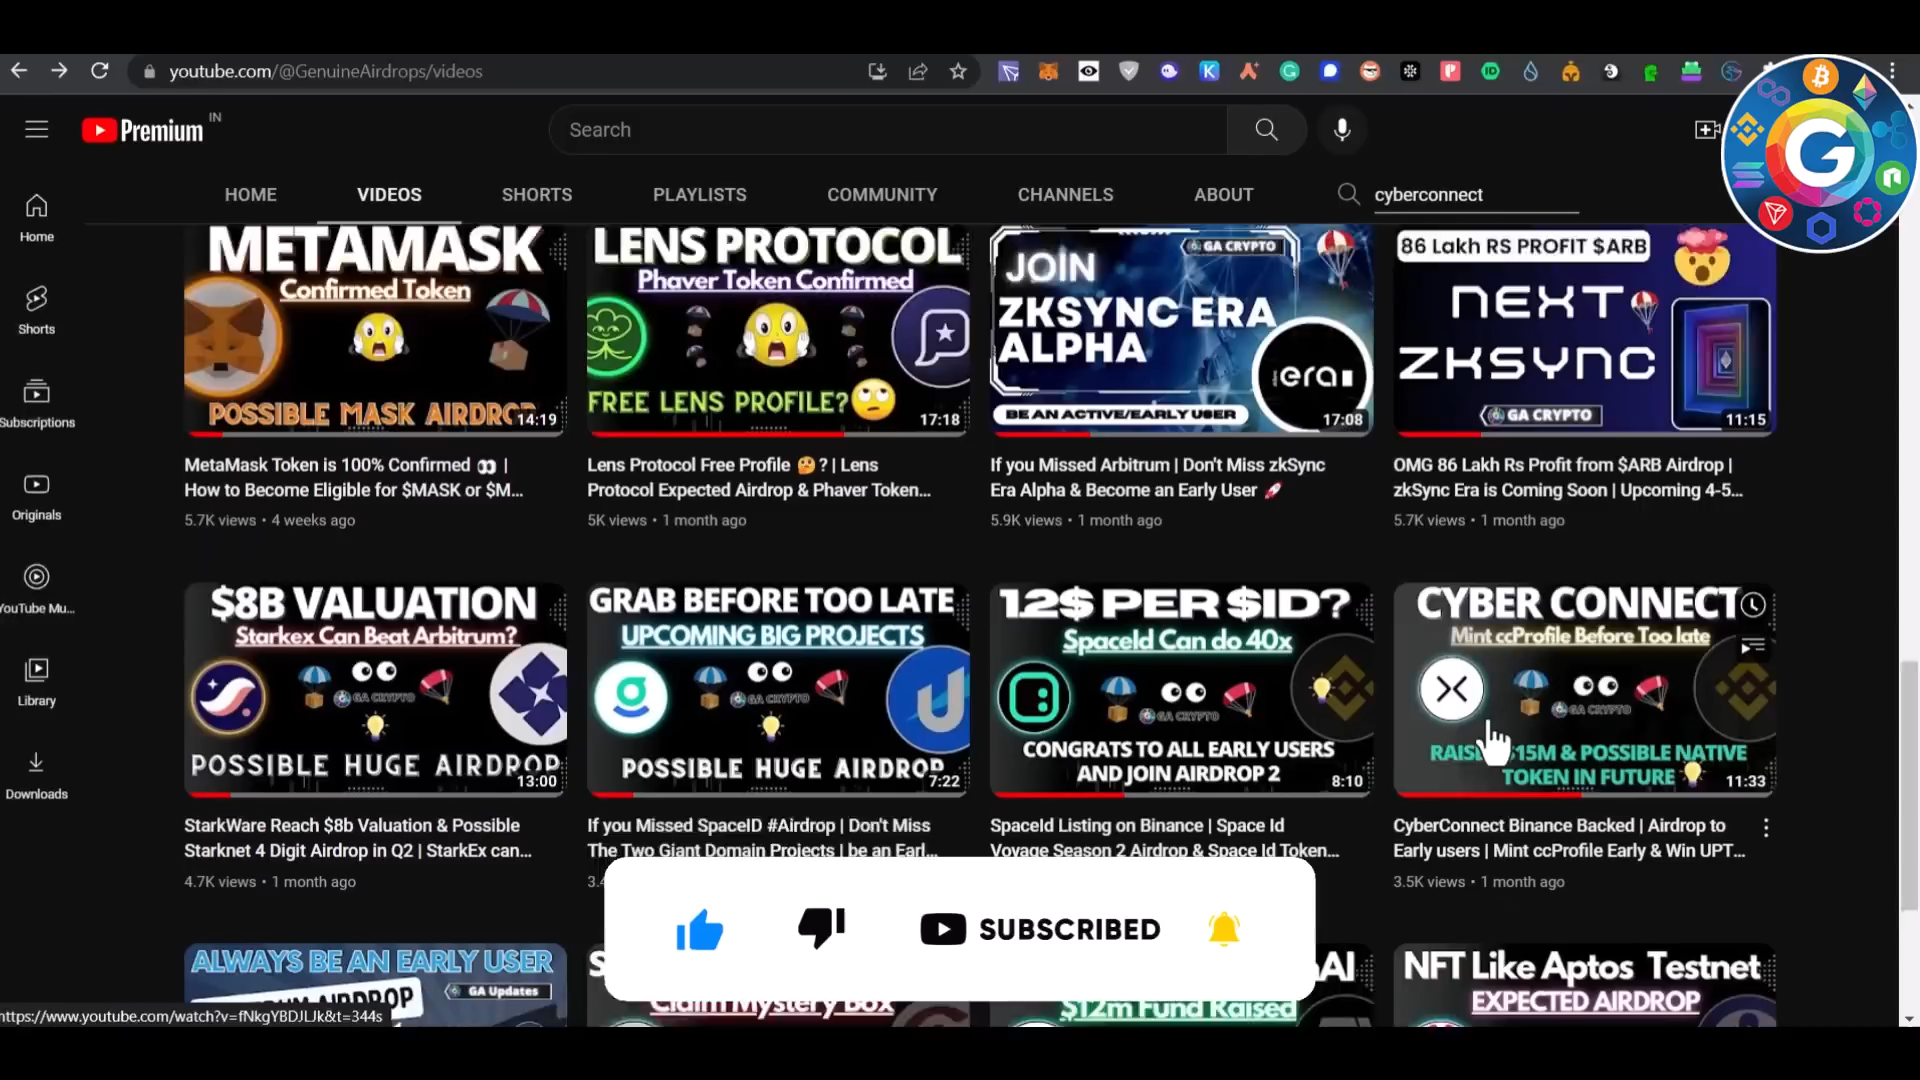 youtube.com/@GenuineAirdrops/videos
Premium IN
Search
HOME VIDEOS SHORTS PLAYLISTS COMMUNITY CHANNELS ABOUT cyberconnect
Home
Shorts
Subscriptions
Originals
YouTube Mu...
Library
Downloads
METAMASK
Confirmed Token
POSSIBLE MASK AIRDROP
14:19
MetaMask Token is 100% Confirmed 👀 |
How to Become Eligible for $MASK or $M...
5.7K views • 4 weeks ago
LENS PROTOCOL
Phaver Token Confirmed
FREE LENS PROFILE?
17:18
Lens Protocol Free Profile 🤔? | Lens
Protocol Expected Airdrop & Phaver Token...
5K views • 1 month ago
GA CRYPTO
JOIN
ZKSYNC ERA
ALPHA
era
BE AN ACTIVE/EARLY USER
17:08
If you Missed Arbitrum | Don't Miss zkSync
Era Alpha & Become an Early User 🚀
5.9K views • 1 month ago
86 Lakh RS PROFIT $ARB
NEXT
ZKSYNC
GA CRYPTO
11:15
OMG 86 Lakh Rs Profit from $ARB Airdrop |
zkSync Era is Coming Soon | Upcoming 4-5...
5.7K views • 1 month ago
$8B VALUATION
Starkex Can Beat Arbitrum?
GA CRYPTO
POSSIBLE HUGE AIRDROP
13:00
StarkWare Reach $8b Valuation & Possible
Starknet 4 Digit Airdrop in Q2 | StarkEx can...
4.7K views • 1 month ago
GRAB BEFORE TOO LATE
UPCOMING BIG PROJECTS
GA CRYPTO
POSSIBLE HUGE AIRDROP
7:22
If you Missed SpaceID #Airdrop | Don't Miss
The Two Giant Domain Projects | be an Earl...
12$ PER $ID?
SpaceId Can do 40x
GA CRYPTO
CONGRATS TO ALL EARLY USERS
AND JOIN AIRDROP 2
8:10
SpaceId Listing on Binance | Space Id
Voyage Season 2 Airdrop & Space Id Token...
CYBER CONNECT
Mint ccProfile Before Too late
GA CRYPTO
$15M & POSSIBLE NATIVE
TOKEN IN FUTURE
11:33
CyberConnect Binance Backed | Airdrop to
Early users | Mint ccProfile Early & Win UPT...
3.5K views • 1 month ago
SUBSCRIBED
ALWAYS BE AN EARLY USER
AIRDROP
GA Updates
Claim Mystery Box
$12m Fund Raised
NFT Like Aptos Testnet
EXPECTED AIRDROP
https://www.youtube.com/watch?v=fNkgYBDJLJk&t=344s